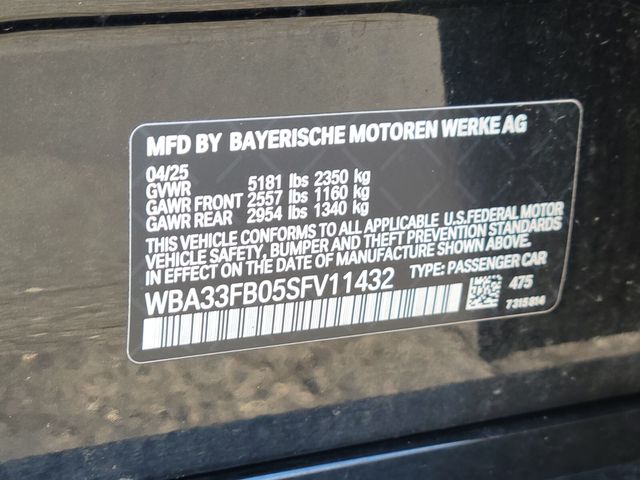 MFD BY BAYERISCHE MOTOREN WERKE AG
04/25
GVWR 5181 lbs 2350 kg
GAWR FRONT 2557 lbs 1160 kg
GAWR REAR 2954 lbs 1340 kg
THIS VEHICLE CONFORMS TO ALL APPLICABLE U.S.FEDERAL MOTOR
VEHICLE SAFETY, BUMPER AND THEFT PREVENTION STANDARDS
IN EFFECT ON THE DATE OF MANUFACTURE SHOWN ABOVE.
WBA33FB05SFV11432 TYPE: PASSENGER CAR
475
7315814